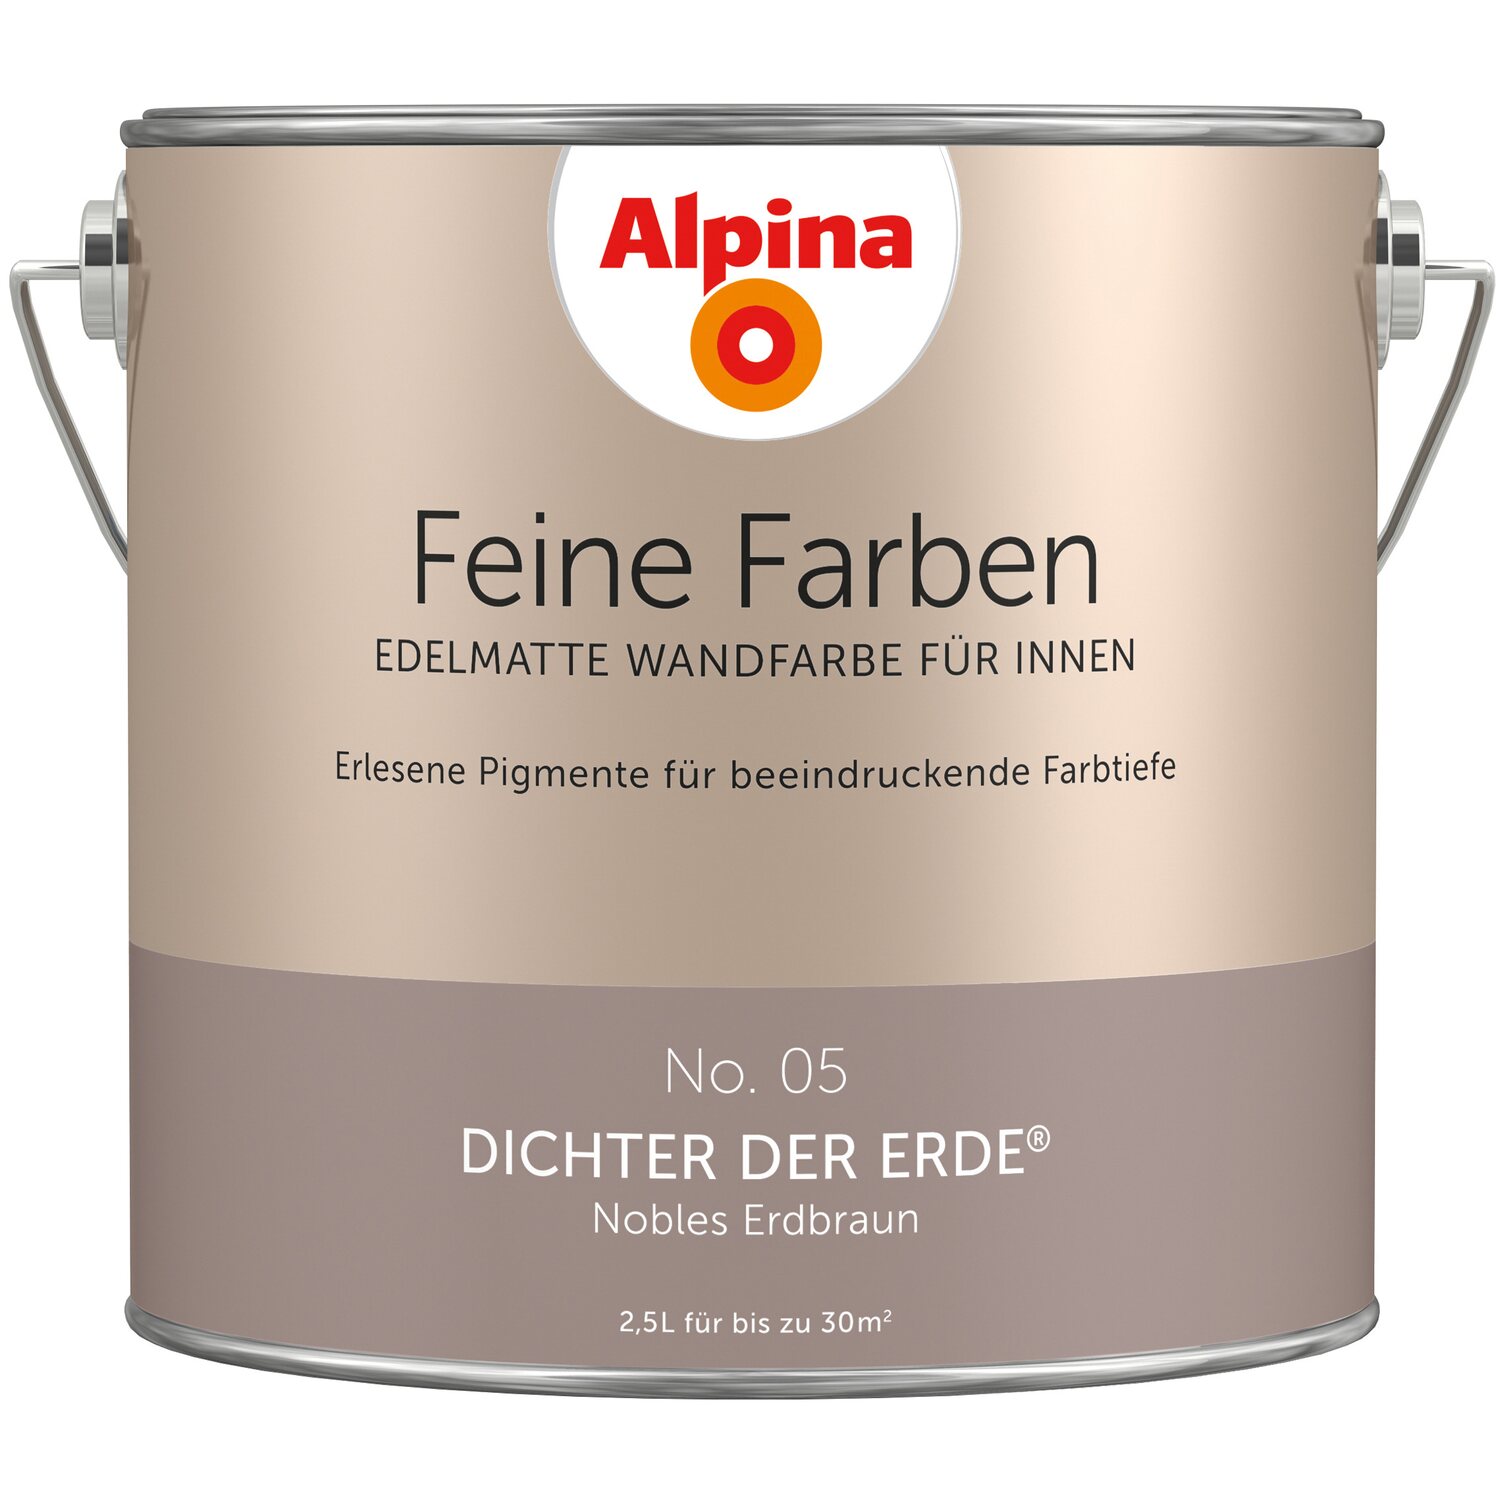 Alpina
Feine Farben
EDELMATTE WANDFARBE FÜR INNEN
Erlesene Pigmente für beeindruckende Farbtiefe
No. 05
DICHTER DER ERDE®
Nobles Erdbraun
2,5L für bis zu 30m²